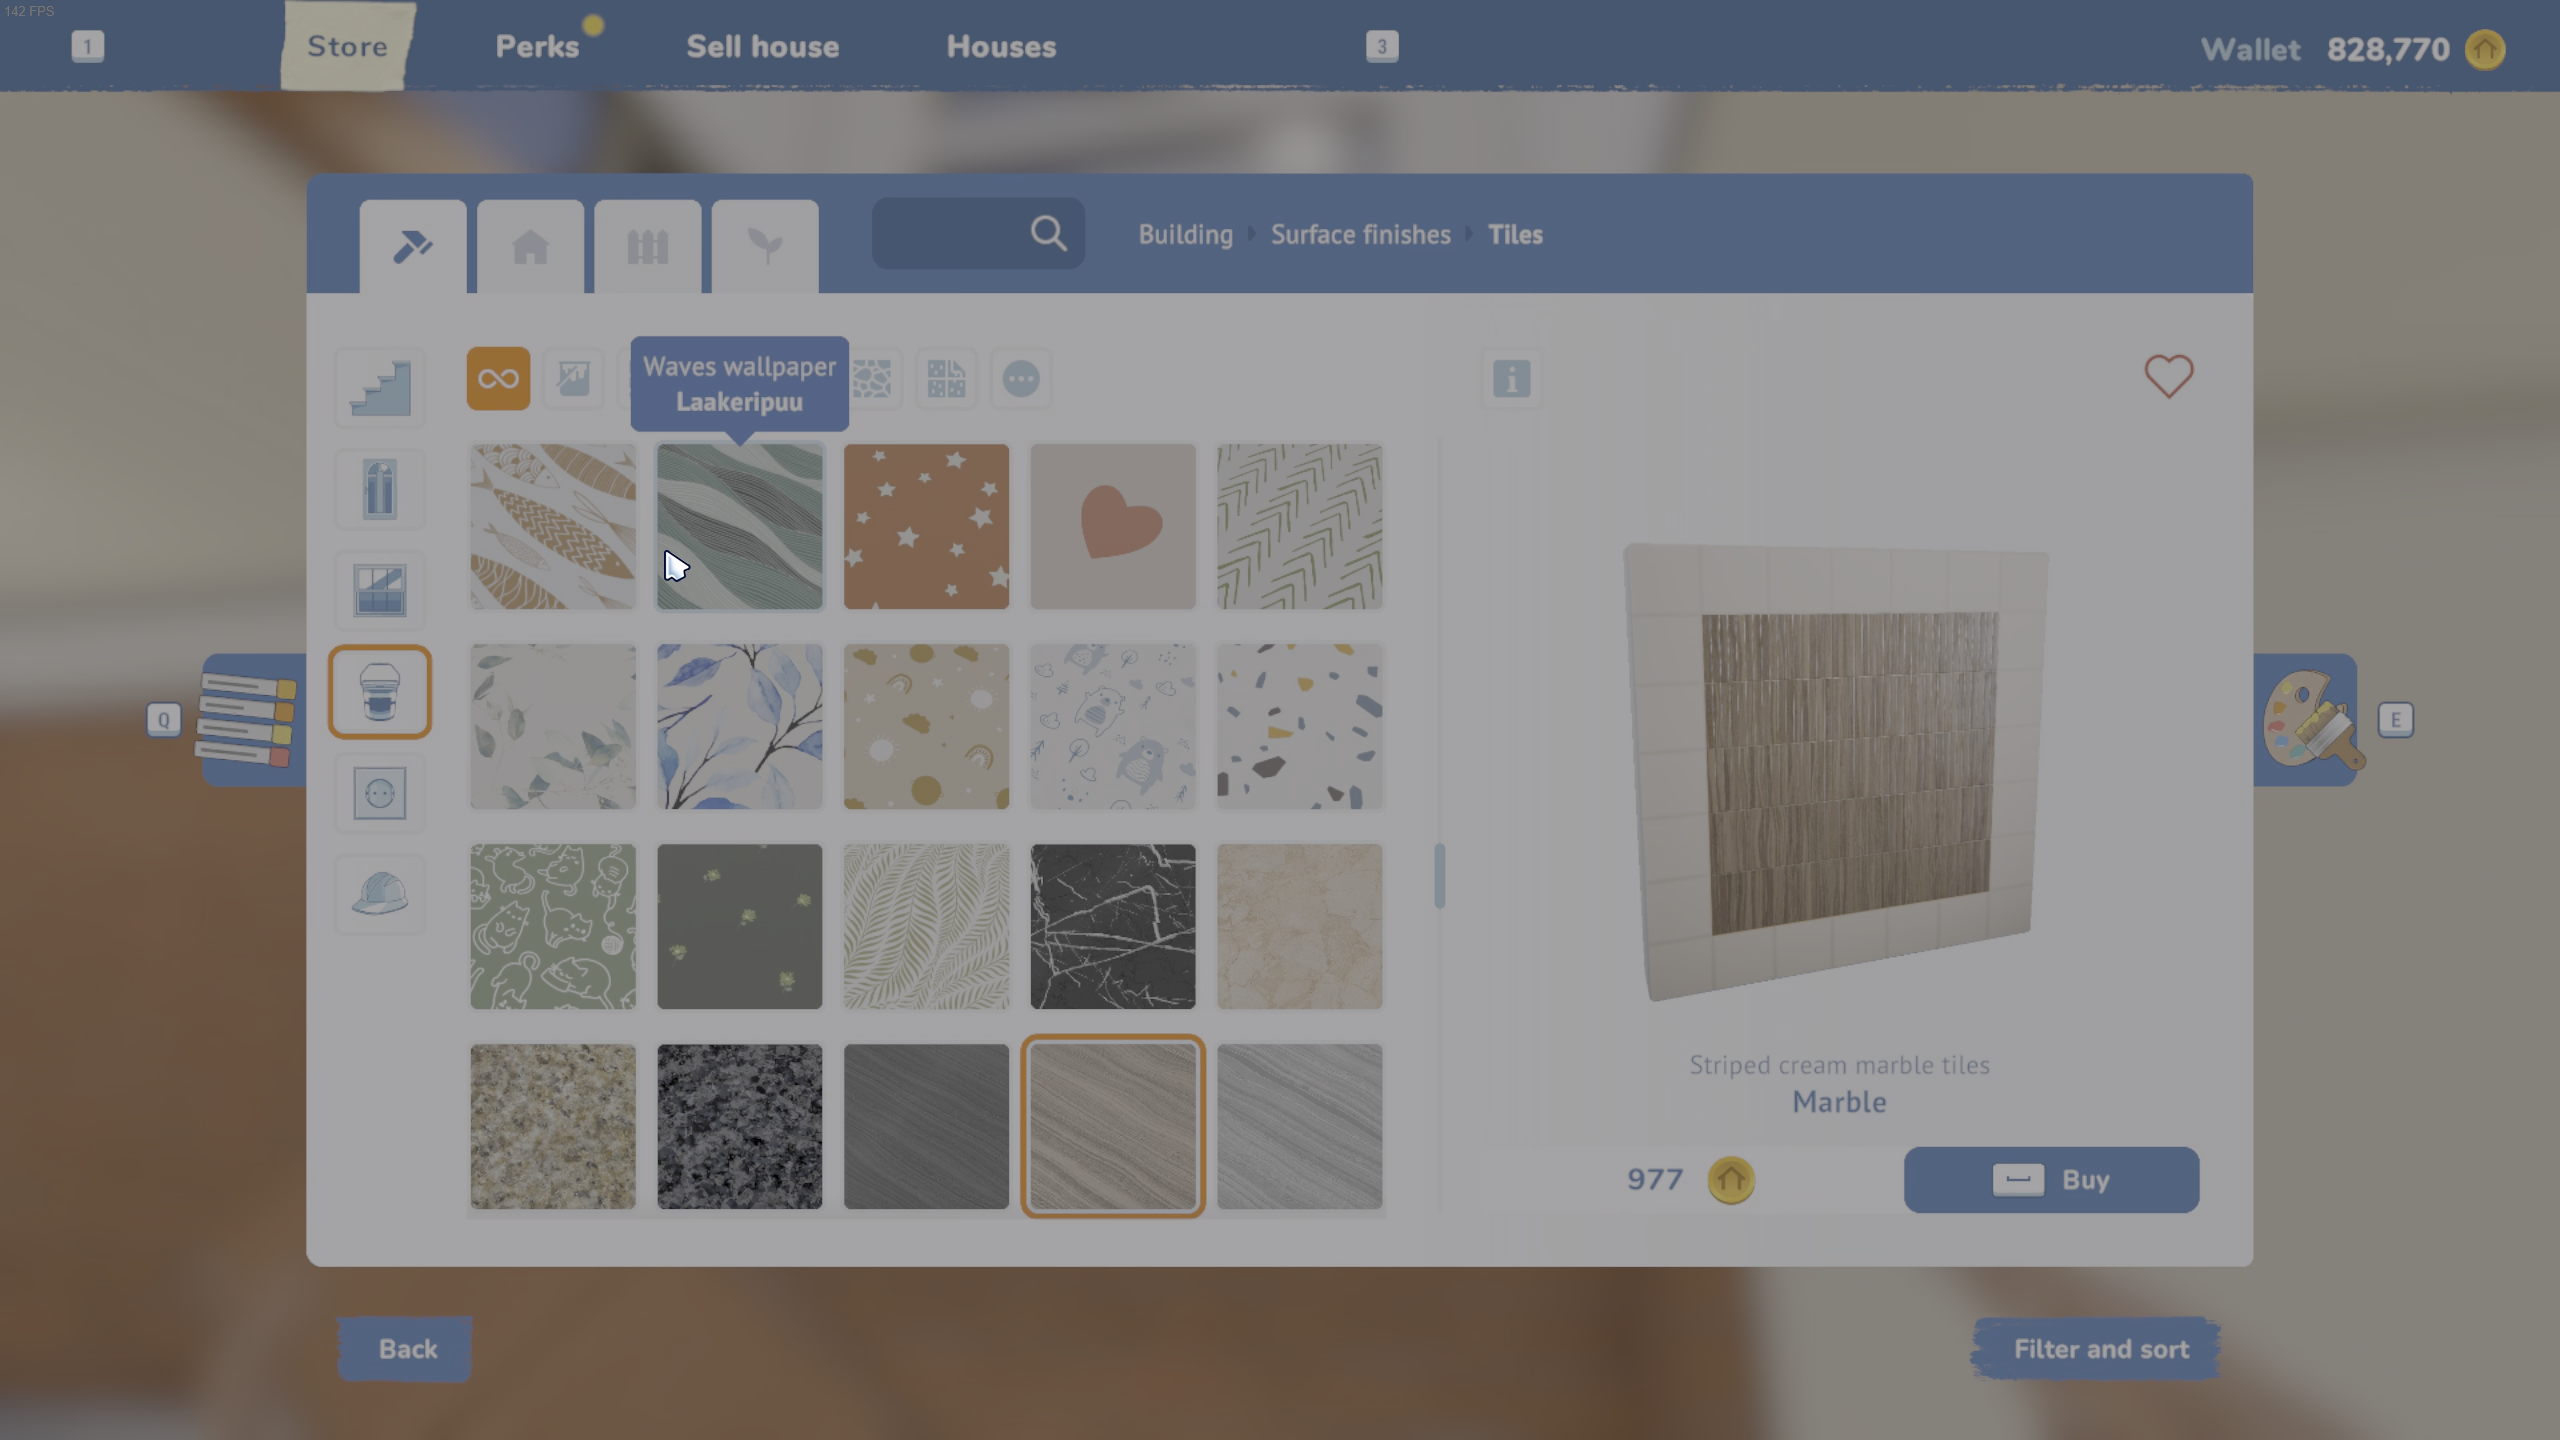 142 FPS
1
Store
Perks
Sell house
Houses
3
Wallet 828,770
Building
Surface finishes
Tiles
Waves wallpaper
Laakeripuu
Q
E
Striped cream marble tiles
Marble
977
Buy
Back
Filter and sort